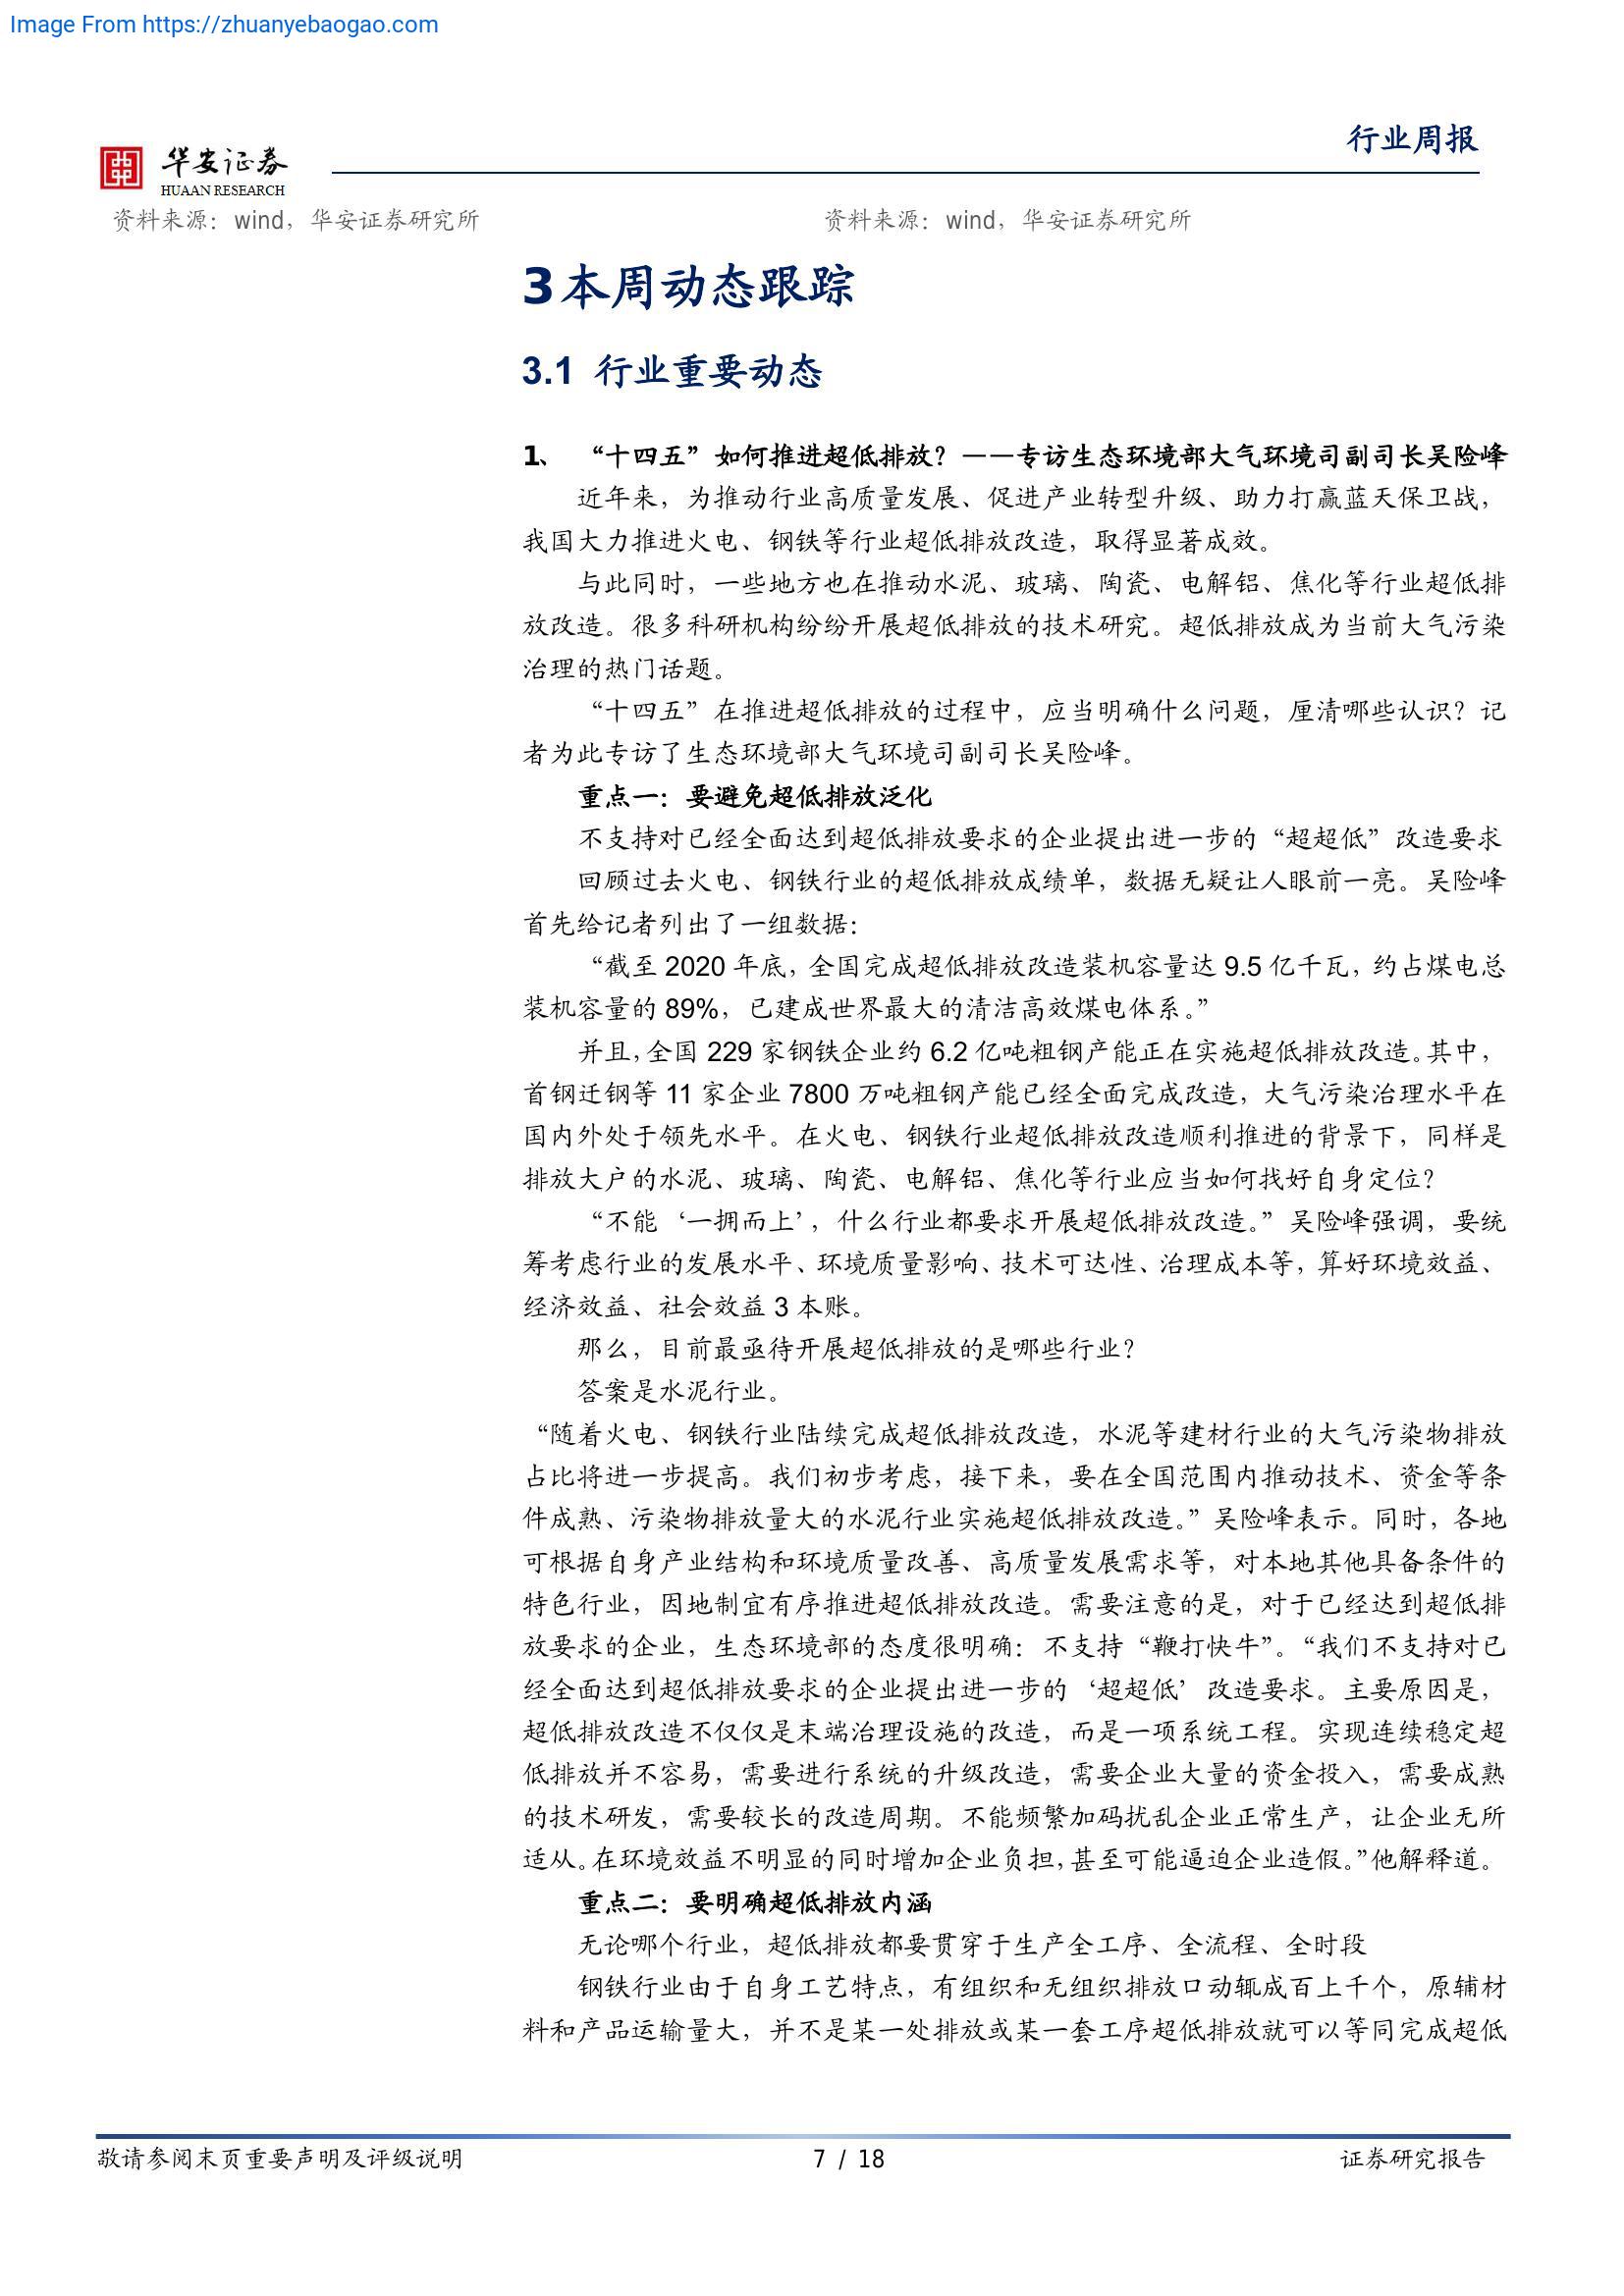 Image From https://zhuanyebaogao.com
行业周报
华安证券
HUAAN RESEARCH
资料来源：wind，华安证券研究所
资料来源：wind，华安证券研究所
3 本周动态跟踪
3.1 行业重要动态
1、 “十四五”如何推进超低排放？——专访生态环境部大气环境司副司长吴险峰
近年来，为推动行业高质量发展、促进产业转型升级、助力打赢蓝天保卫战，
我国大力推进火电、钢铁等行业超低排放改造，取得显著成效。
与此同时，一些地方也在推动水泥、玻璃、陶瓷、电解铝、焦化等行业超低排
放改造。很多科研机构纷纷开展超低排放的技术研究。超低排放成为当前大气污染
治理的热门话题。
“十四五”在推进超低排放的过程中，应当明确什么问题，厘清哪些认识？记
者为此专访了生态环境部大气环境司副司长吴险峰。
重点一：要避免超低排放泛化
不支持对已经全面达到超低排放要求的企业提出进一步的“超超低”改造要求
回顾过去火电、钢铁行业的超低排放成绩单，数据无疑让人眼前一亮。吴险峰
首先给记者列出了一组数据：
“截至 2020 年底，全国完成超低排放改造装机容量达 9.5 亿千瓦，约占煤电总
装机容量的 89%，已建成世界最大的清洁高效煤电体系。”
并且，全国 229 家钢铁企业约 6.2 亿吨粗钢产能正在实施超低排放改造。其中，
首钢迁钢等 11 家企业 7800 万吨粗钢产能已经全面完成改造，大气污染治理水平在
国内外处于领先水平。在火电、钢铁行业超低排放改造顺利推进的背景下，同样是
排放大户的水泥、玻璃、陶瓷、电解铝、焦化等行业应当如何找好自身定位？
“不能‘一拥而上’，什么行业都要求开展超低排放改造。”吴险峰强调，要统
筹考虑行业的发展水平、环境质量影响、技术可达性、治理成本等，算好环境效益、
经济效益、社会效益 3 本账。
那么，目前最亟待开展超低排放的是哪些行业？
答案是水泥行业。
“随着火电、钢铁行业陆续完成超低排放改造，水泥等建材行业的大气污染物排放
占比将进一步提高。我们初步考虑，接下来，要在全国范围内推动技术、资金等条
件成熟、污染物排放量大的水泥行业实施超低排放改造。”吴险峰表示。同时，各地
可根据自身产业结构和环境质量改善、高质量发展需求等，对本地其他具备条件的
特色行业，因地制宜有序推进超低排放改造。需要注意的是，对于已经达到超低排
放要求的企业，生态环境部的态度很明确：不支持“鞭打快牛”。“我们不支持对已
经全面达到超低排放要求的企业提出进一步的‘超超低’改造要求。主要原因是，
超低排放改造不仅仅是末端治理设施的改造，而是一项系统工程。实现连续稳定超
低排放并不容易，需要进行系统的升级改造，需要企业大量的资金投入，需要成熟
的技术研发，需要较长的改造周期。不能频繁加码扰乱企业正常生产，让企业无所
适从。在环境效益不明显的同时增加企业负担，甚至可能逼迫企业造假。”他解释道。
重点二：要明确超低排放内涵
无论哪个行业，超低排放都要贯穿于生产全工序、全流程、全时段
钢铁行业由于自身工艺特点，有组织和无组织排放口动辄成百上千个，原辅材
料和产品运输量大，并不是某一处排放或某一套工序超低排放就可以等同完成超低
敬请参阅末页重要声明及评级说明
7 / 18
证券研究报告